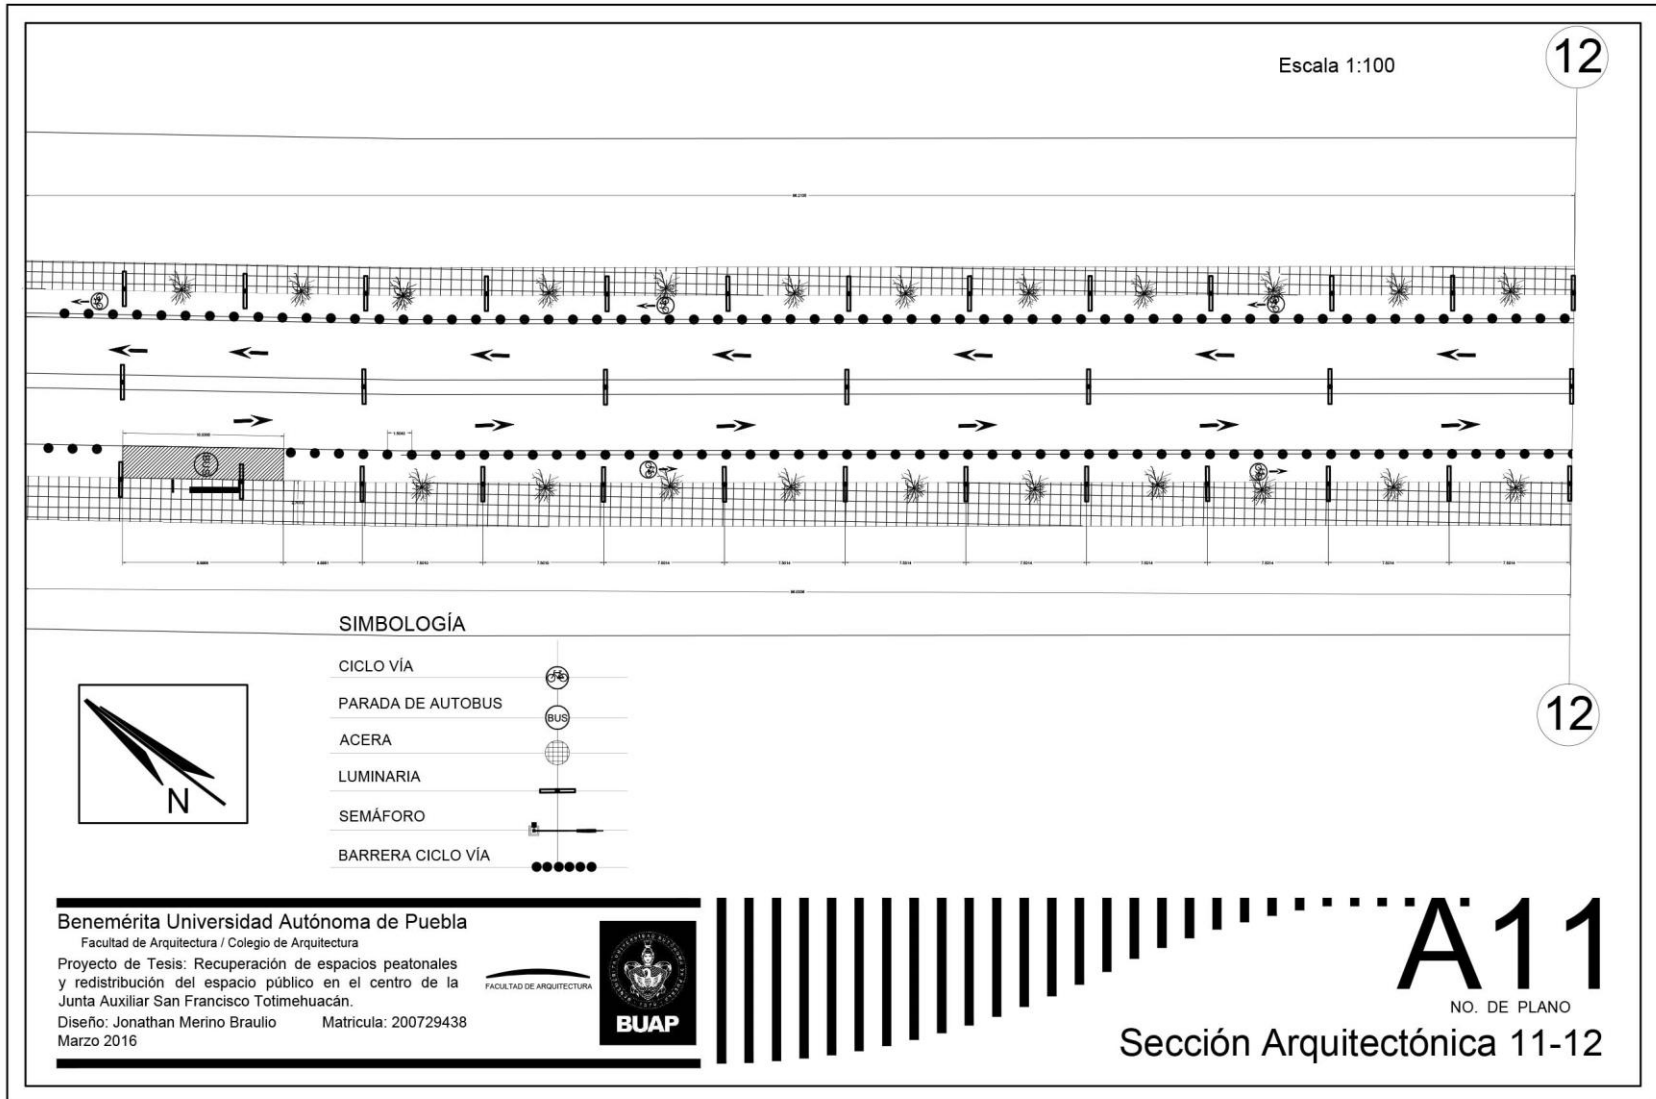 Escala 1:100
12
BUS
12
SIMBOLOGÍA
CICLO VÍA
PARADA DE AUTOBUS
BUS
ACERA
LUMINARIA
SEMÁFORO
BARRERA CICLO VÍA
N
Benemérita Universidad Autónoma de Puebla
Facultad de Arquitectura / Colegio de Arquitectura
Proyecto de Tesis: Recuperación de espacios peatonales
y redistribución del espacio público en el centro de la
Junta Auxiliar San Francisco Totimehuacán.
Diseño: Jonathan Merino Braulio Matricula: 200729438
Marzo 2016
FACULTAD DE ARQUITECTURA
BUAP
A11
NO. DE PLANO
Sección Arquitectónica 11-12